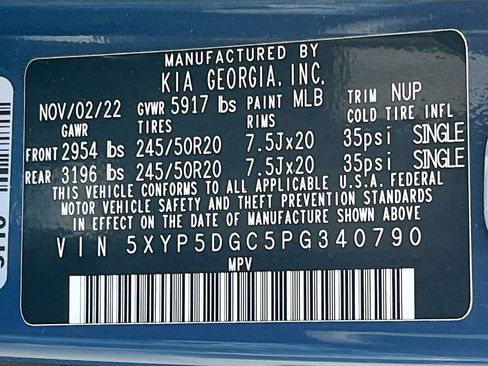 MANUFACTURED BY
KIA GEORGIA, INC.
NOV/02/22 GVWR 5917 lbs PAINT MLB TRIM NUP
GAWR TIRES RIMS COLD TIRE INFL
FRONT 2954 lbs 245/50R20 7.5Jx20 35psi SINGLE
REAR 3196 lbs 245/50R20 7.5Jx20 35psi SINGLE
THIS VEHICLE CONFORMS TO ALL APPLICABLE U.S.A. FEDERAL
MOTOR VEHICLE SAFETY AND THEFT PREVENTION STANDARDS
IN EFFECT ON THE DATE OF MANUFACTURE SHOWN ABOVE
VIN 5XYP5DGC5PG340790
MPV